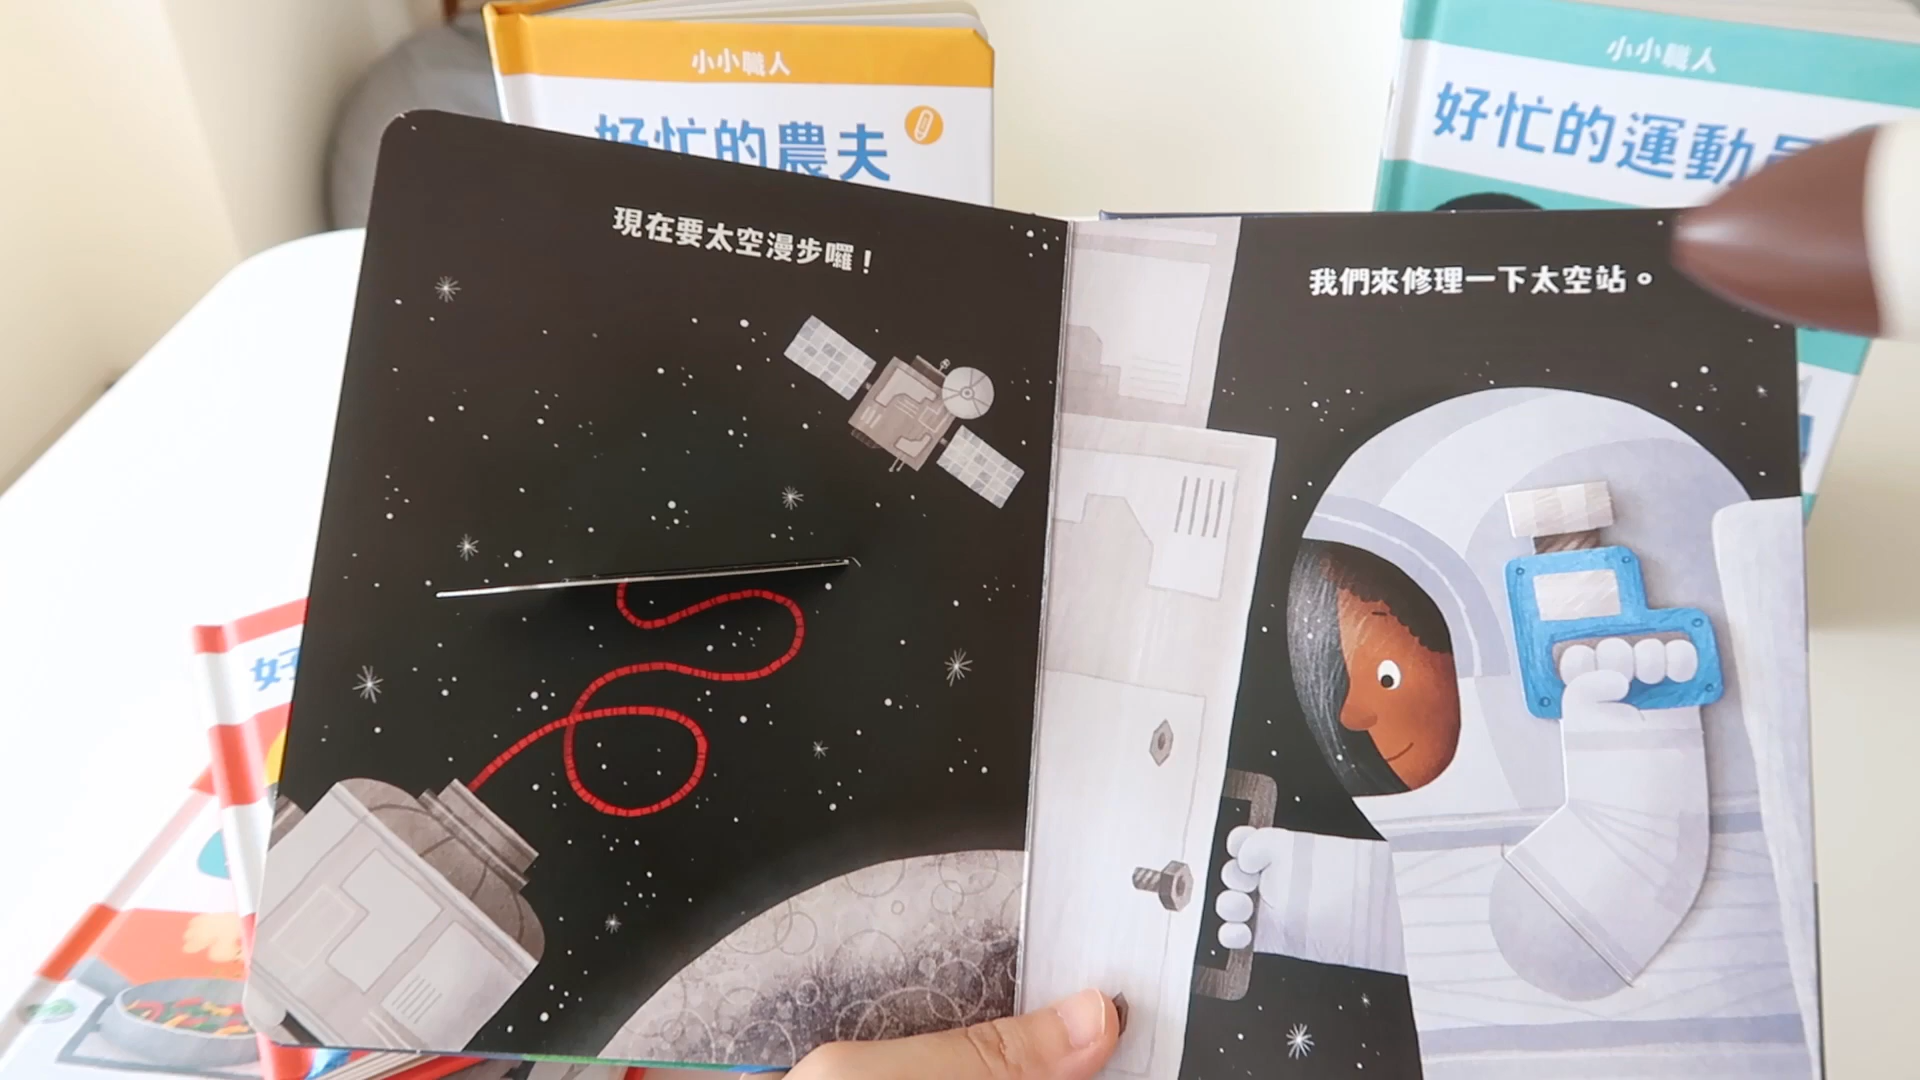 小小職人
好忙的農夫
小小職人
好忙的運動
現在要太空漫步囉！
我們來修理一下太空站。
好